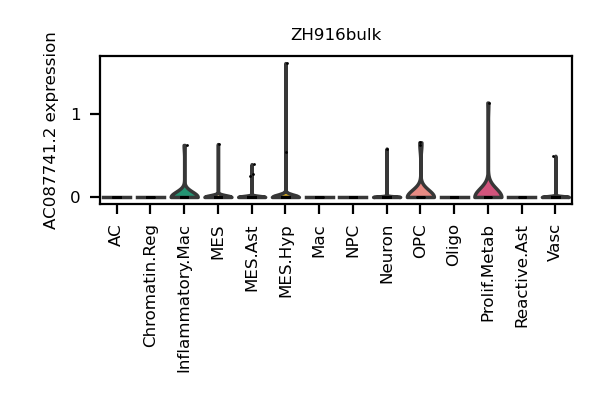 ZH916bulk
AC087741.2 expression
1
0
AC
Chromatin.Reg
Inflammatory.Mac
MES
MES.Ast
MES.Hyp
Mac
NPC
Neuron
OPC
Oligo
Prolif.Metab
Reactive.Ast
Vasc